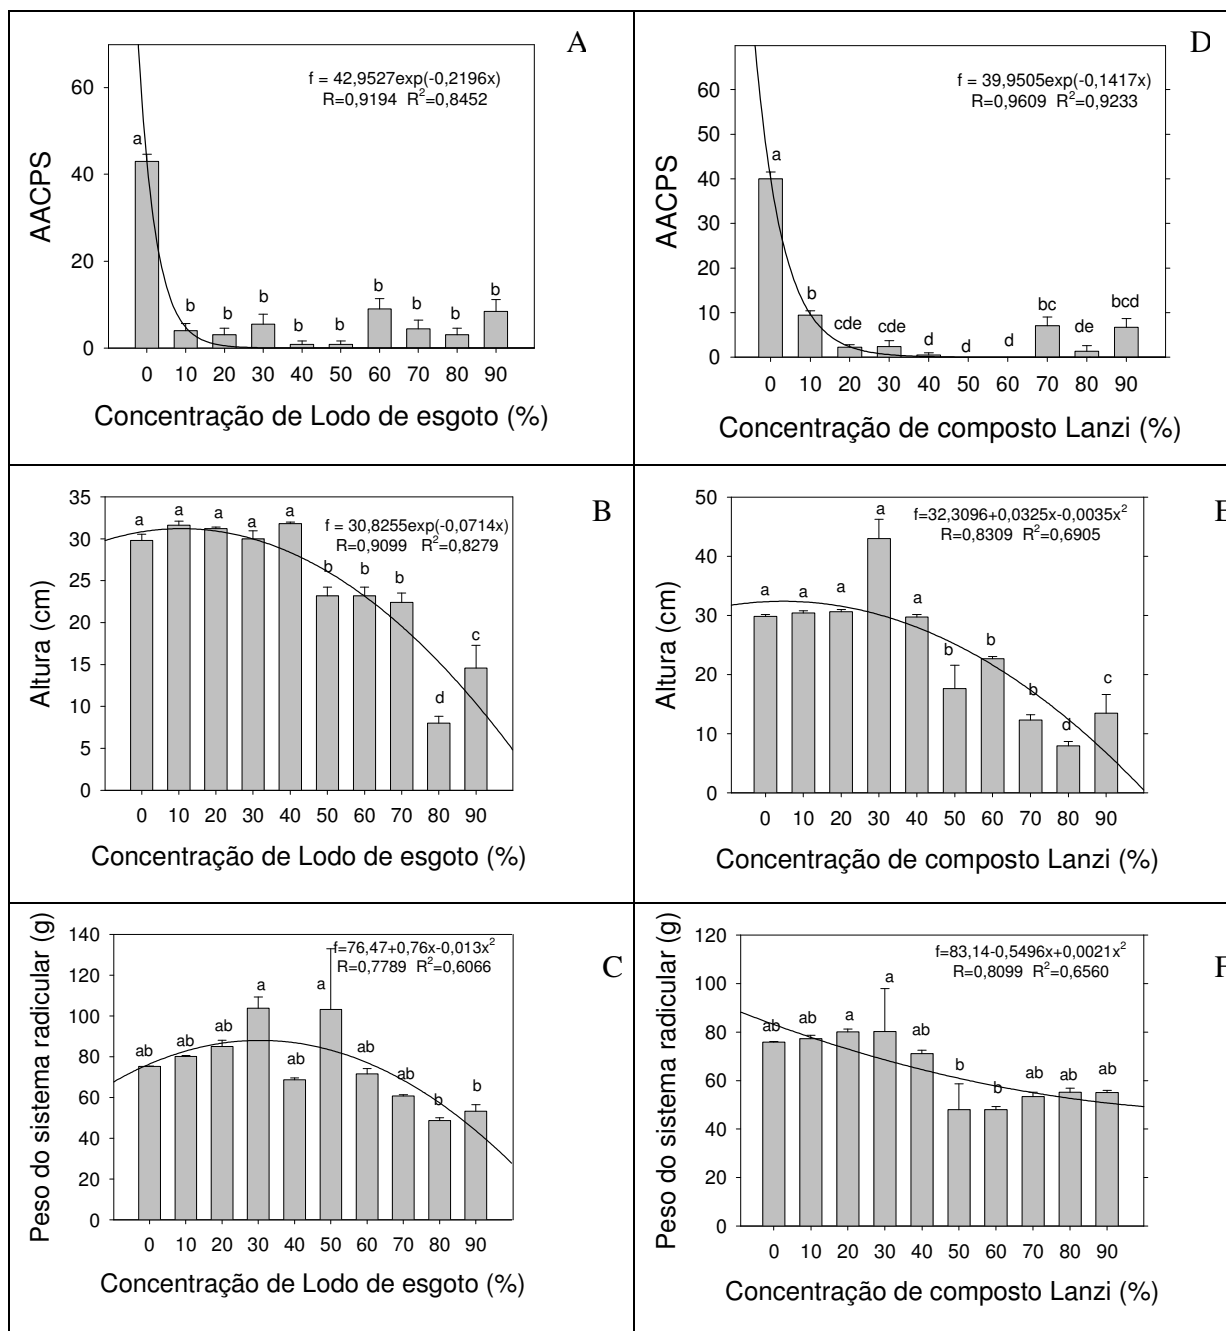 A
f = 42,9527exp(-0,2196x)
R=0,9194 R²=0,8452
AACPS
60
40
20
0
a
b b b b b b b b b
0 10 20 30 40 50 60 70 80 90
Concentração de Lodo de esgoto (%)
D
f = 39,9505exp(-0,1417x)
R=0,9609 R²=0,9233
AACPS
60
50
40
30
20
10
0
a b cde cde d d d bc de bcd
0 10 20 30 40 50 60 70 80 90
Concentração de composto Lanzi (%)
B
f = 30,8255exp(-0,0714x)
R=0,9099 R²=0,8279
Altura (cm)
35
30
25
20
15
10
5
0
a a a a a b b b d c
0 10 20 30 40 50 60 70 80 90
Concentração de Lodo de esgoto (%)
E
f=32,3096+0,0325x-0,0035x²
R=0,8309 R²=0,6905
Altura (cm)
50
40
30
20
10
0
a a a a a b b b d c
0 10 20 30 40 50 60 70 80 90
Concentração de composto Lanzi (%)
C
f=76,47+0,76x-0,013x²
R=0,7789 R²=0,6066
Peso do sistema radicular (g)
140
120
100
80
60
40
20
0
ab ab ab a ab a ab ab b b
0 10 20 30 40 50 60 70 80 90
Concentração de Lodo de esgoto (%)
F
f=83,14-0,5496x+0,0021x²
R=0,8099 R²=0,6560
Peso do sistema radicular (g)
120
100
80
60
40
20
0
ab ab a a ab b b ab ab ab
0 10 20 30 40 50 60 70 80 90
Concentração de composto Lanzi (%)